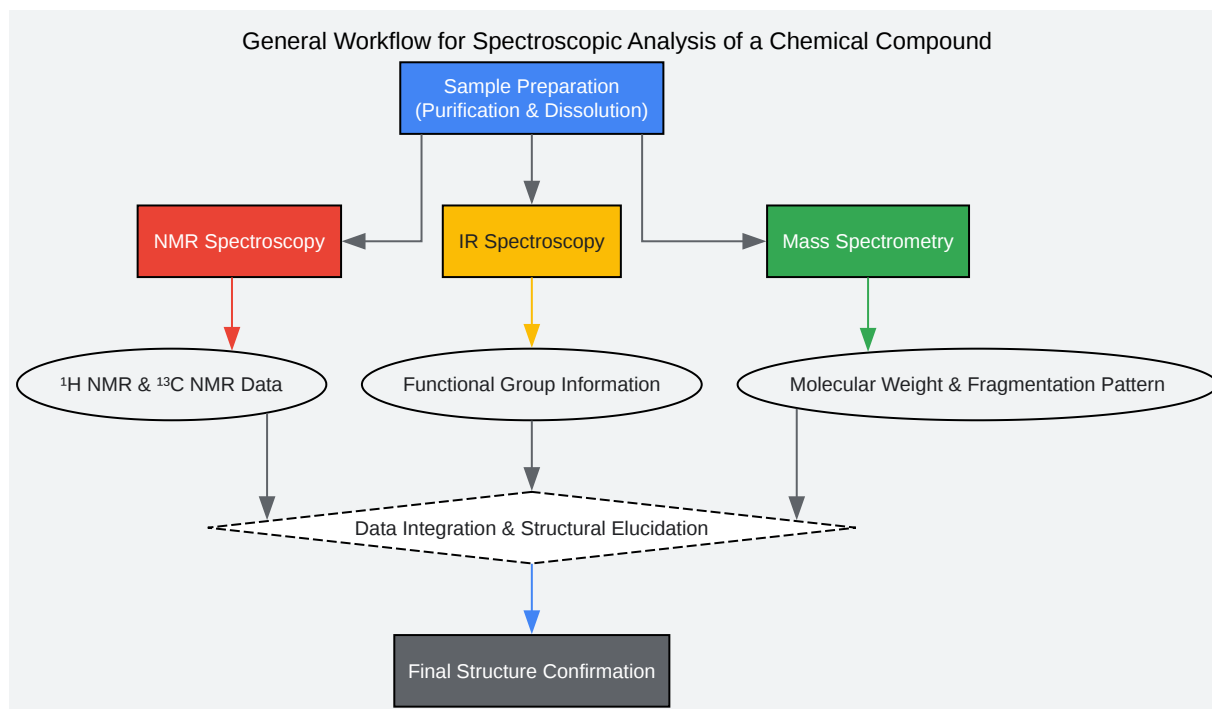 General Workflow for Spectroscopic Analysis of a Chemical Compound
Sample Preparation
(Purification & Dissolution)
NMR Spectroscopy
IR Spectroscopy
Mass Spectrometry
¹H NMR & ¹³C NMR Data
Functional Group Information
Molecular Weight & Fragmentation Pattern
Data Integration & Structural Elucidation
Final Structure Confirmation